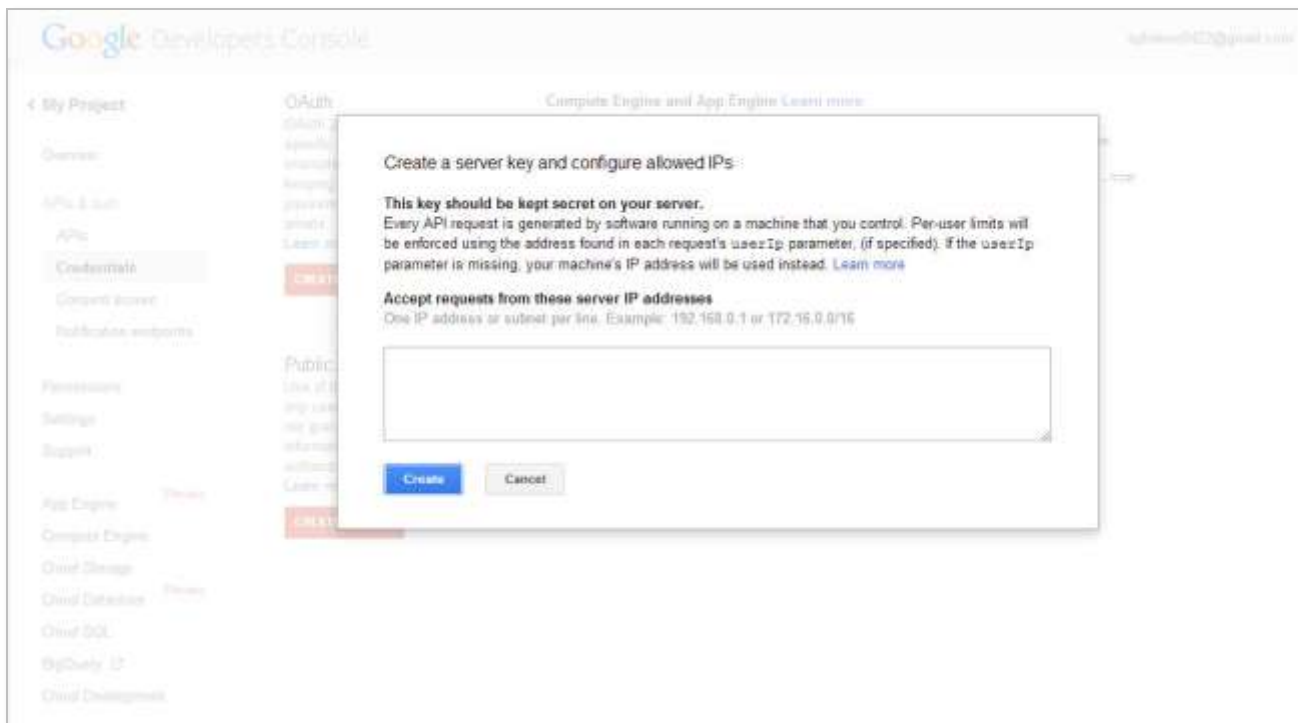 Google Developers Console
< My Project
Overview
APIs & auth
APIs
Credentials
Consent screen
Notification endpoints
Permissions
Settings
Support
App Engine
Compute Engine
Cloud Storage
Cloud Datastore
Cloud SQL
BigQuery
Cloud Development
OAuth
Compute Engine and App Engine Learn more
Public
Create a server key and configure allowed IPs
This key should be kept secret on your server.
Every API request is generated by software running on a machine that you control. Per-user limits will
be enforced using the address found in each request's userIp parameter, (if specified). If the userIp
parameter is missing, your machine's IP address will be used instead. Learn more
Accept requests from these server IP addresses
One IP address or subnet per line. Example: 192.168.0.1 or 172.16.0.0/16
Create
Cancel